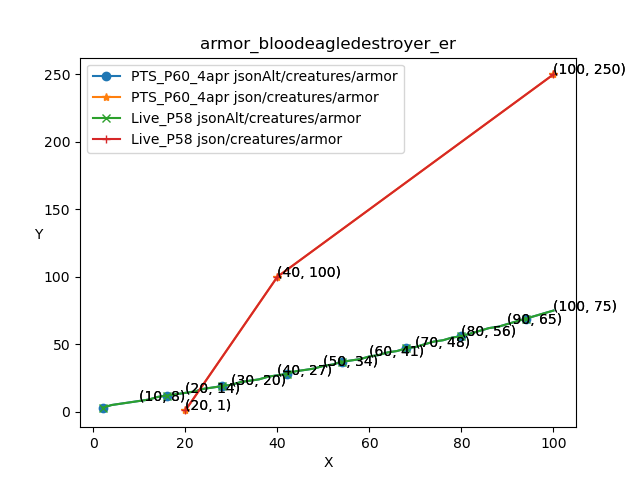 armor_bloodeagledestroyer_er
PTS_P60_4apr jsonAlt/creatures/armor
PTS_P60_4apr json/creatures/armor
Live_P58 jsonAlt/creatures/armor
Live_P58 json/creatures/armor
(100, 250)
(40, 100)
(100, 75)
(90, 65)
(80, 56)
(70, 48)
(60, 41)
(50, 34)
(40, 27)
(30, 20)
(20, 14)
(10, 8)
(20, 1)
250
200
150
100
50
0
Y
0 20 40 60 80 100
X